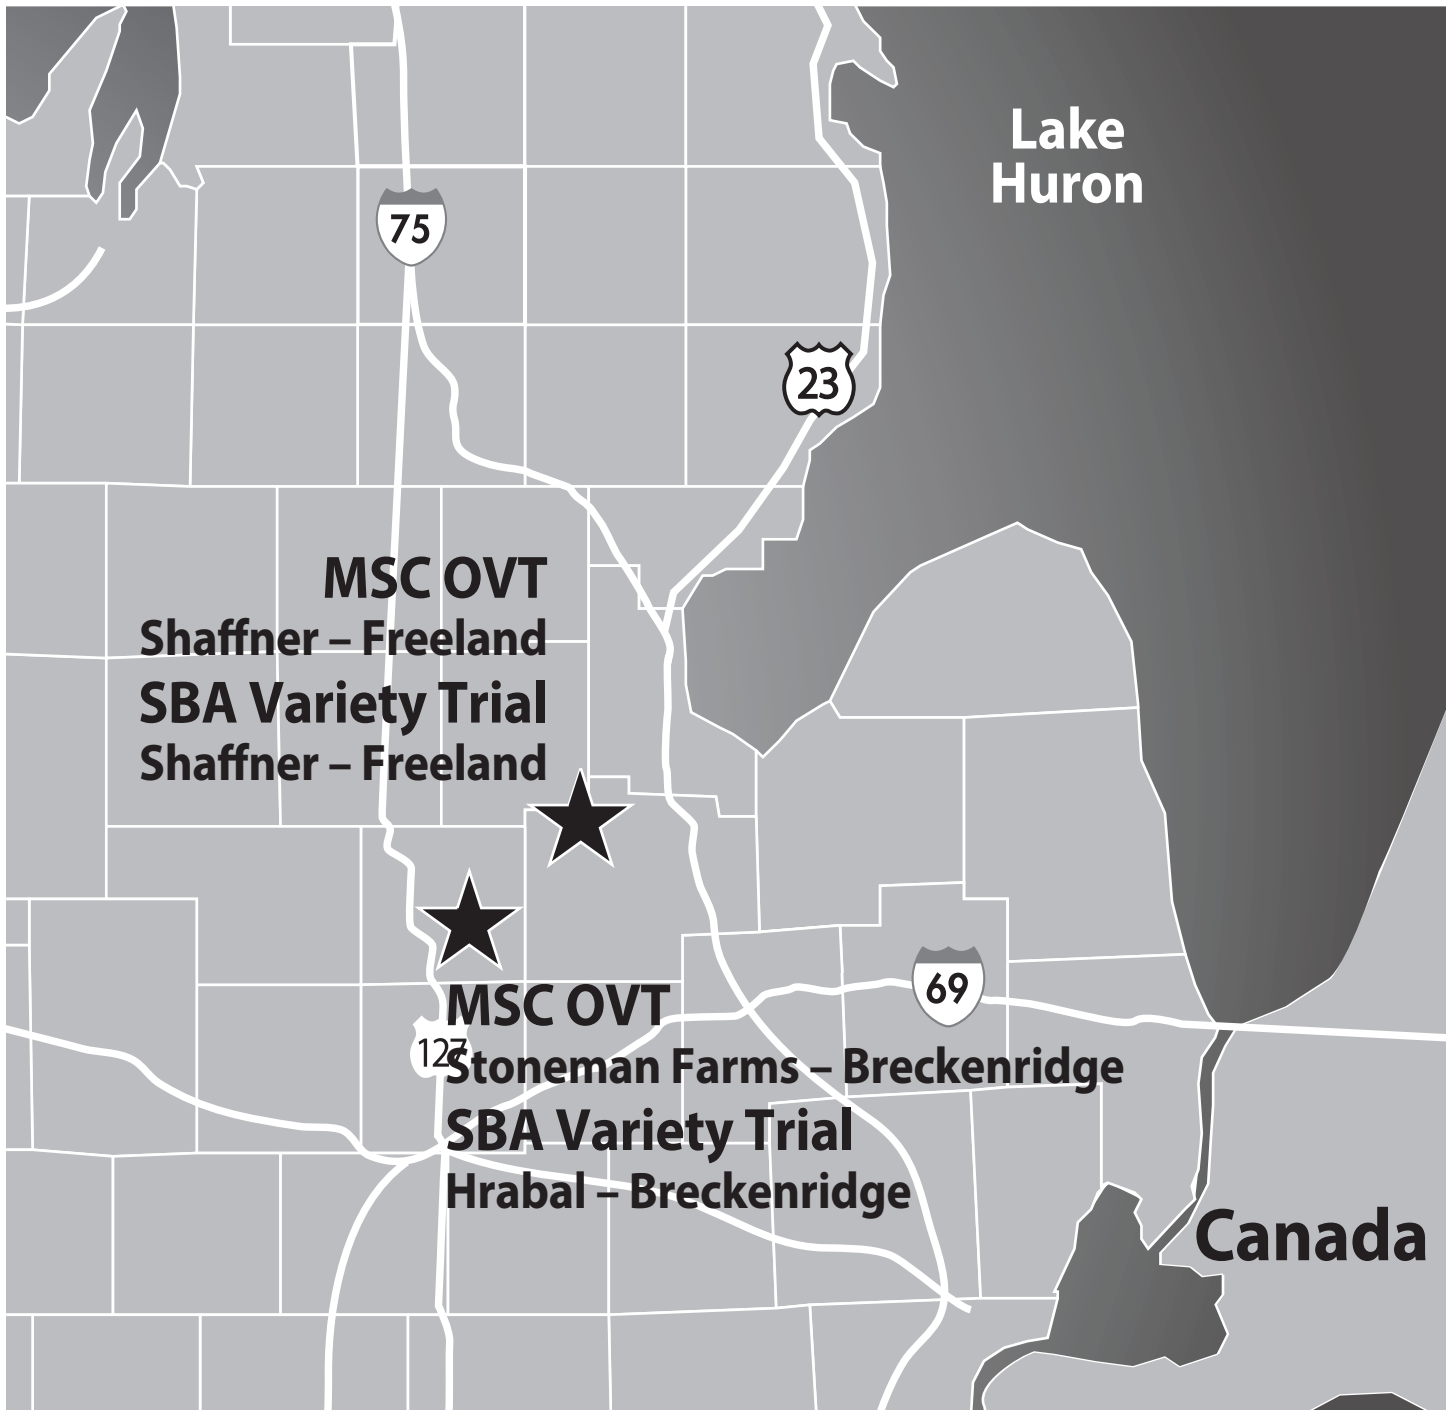 Lake
Huron
75
23
MSC OVT
Shaffner – Freeland
SBA Variety Trial
Shaffner – Freeland
69
MSC OVT
127
Stoneman Farms – Breckenridge
SBA Variety Trial
Hrabal – Breckenridge
Canada